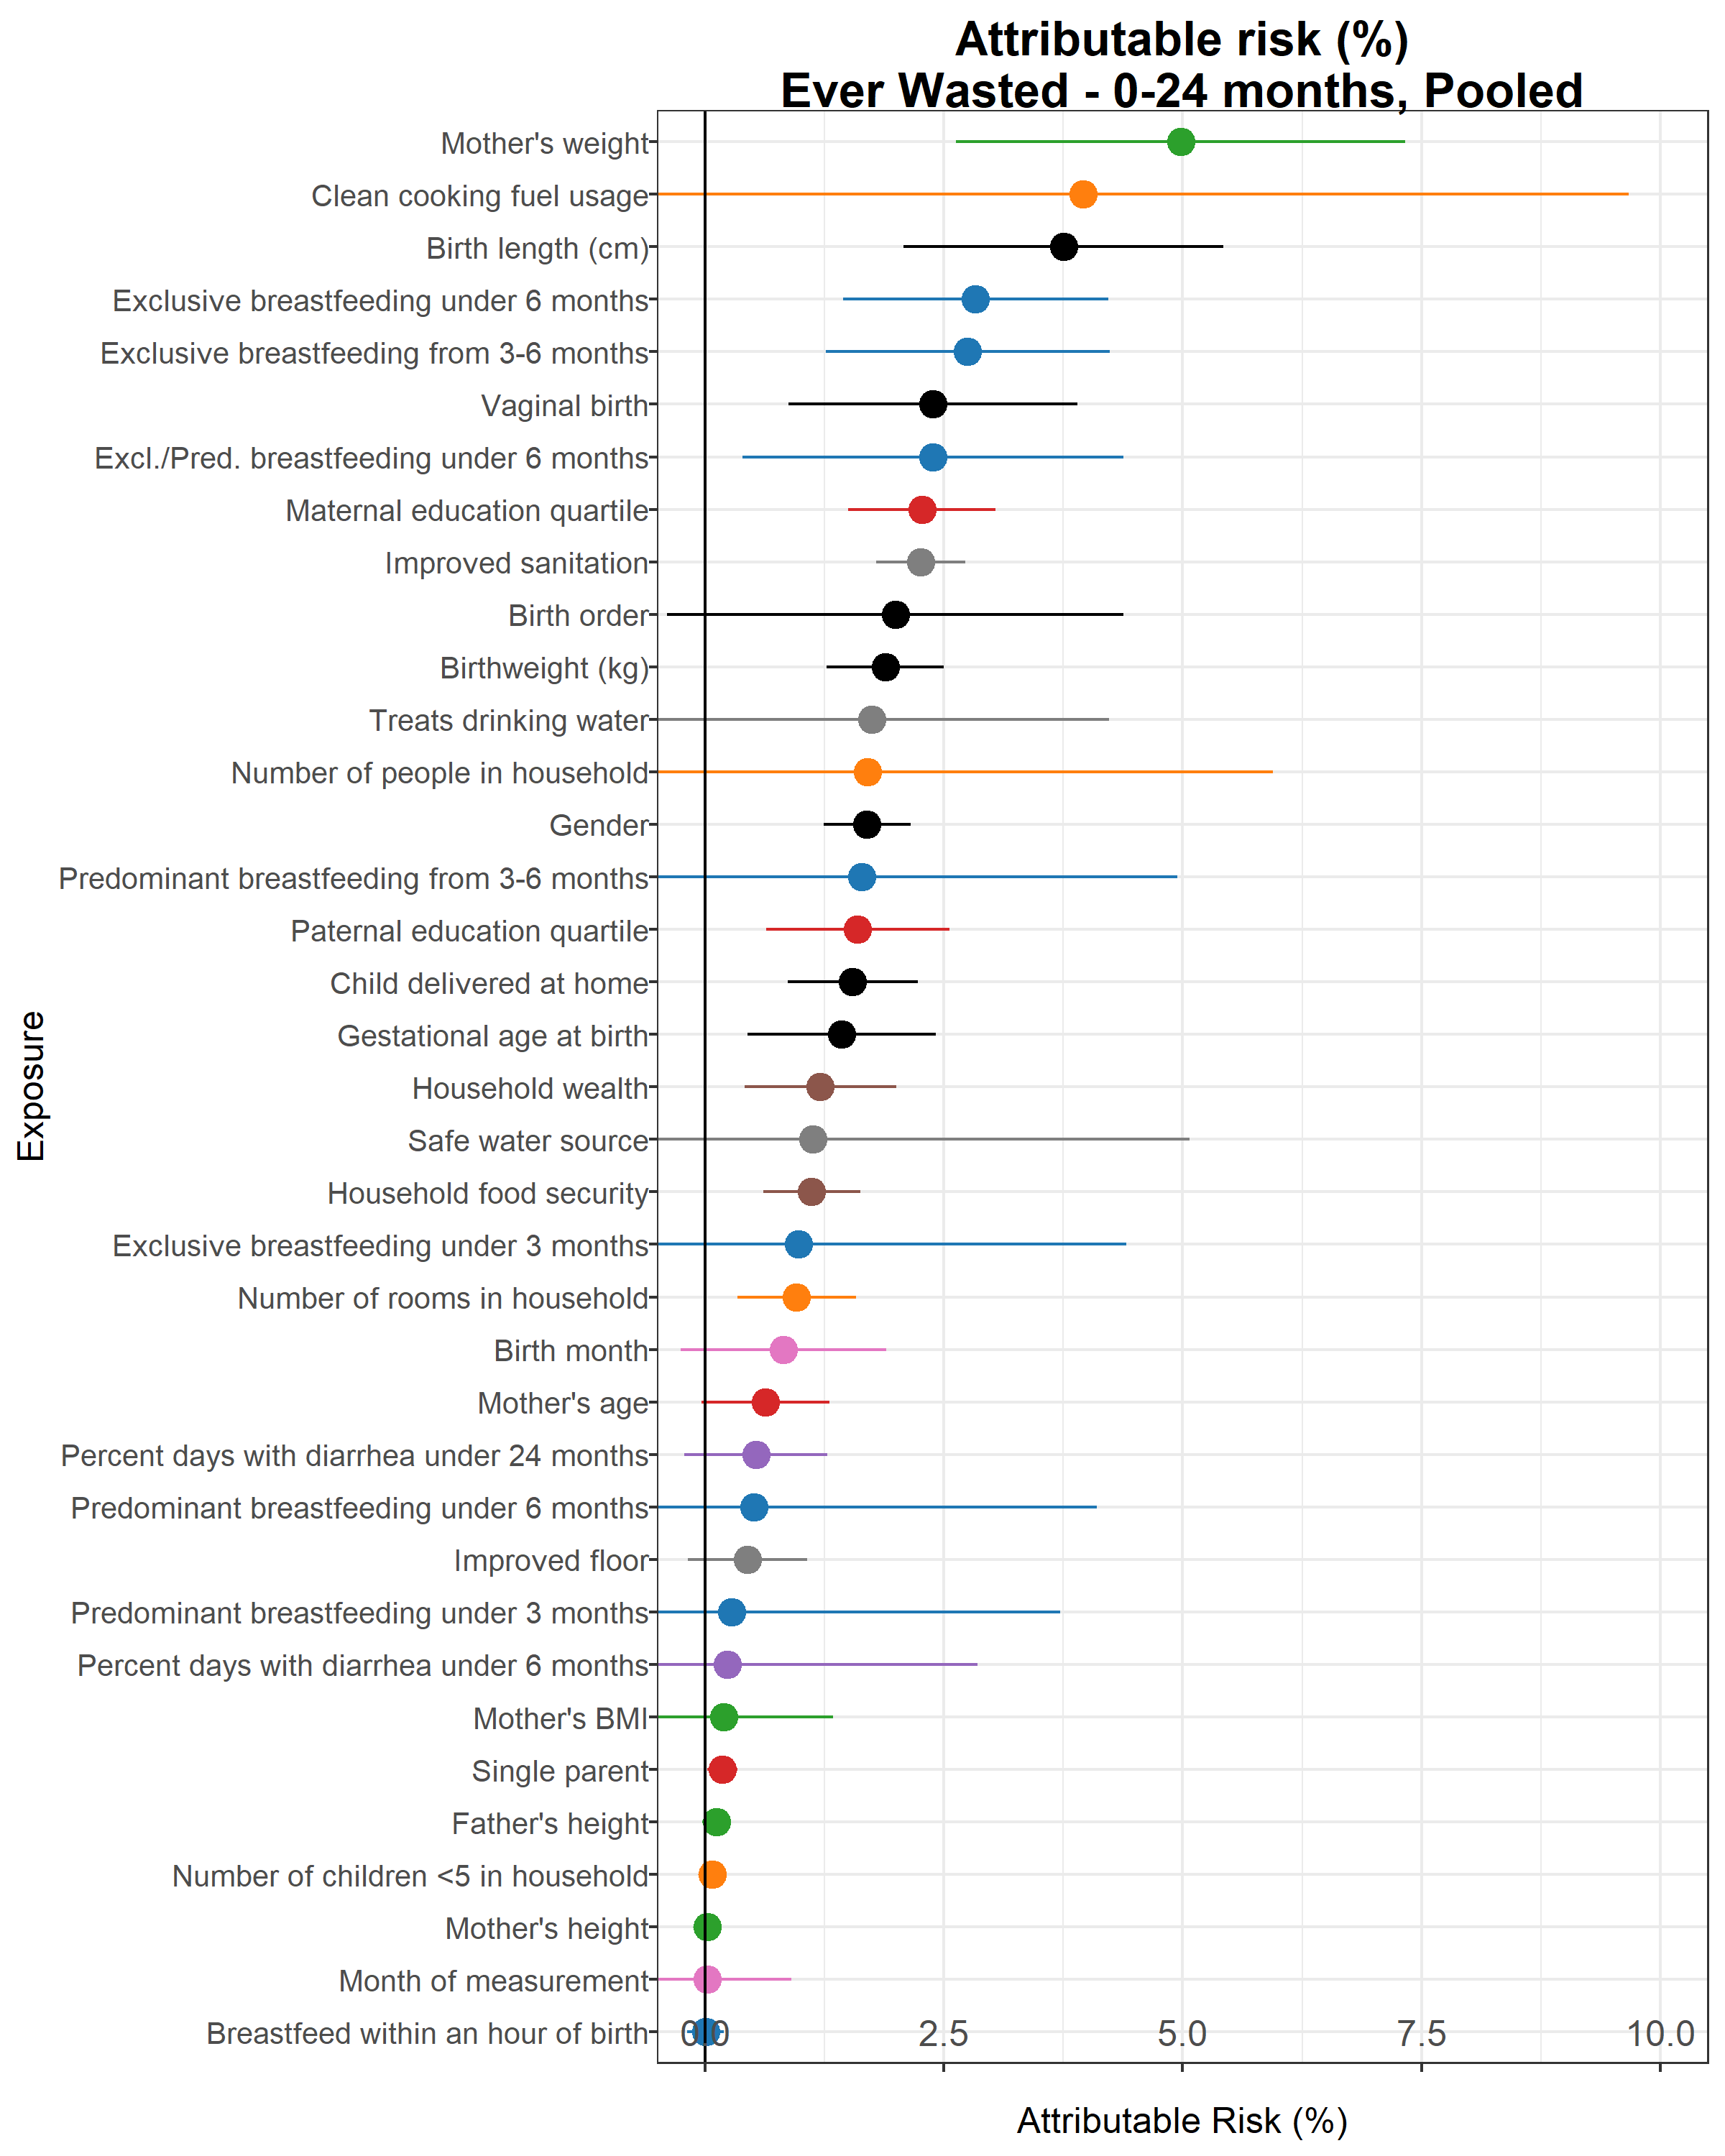 Attributable risk (%)
Ever Wasted - 0-24 months, Pooled
Mother's weight
Clean cooking fuel usage
Birth length (cm)
Exclusive breastfeeding under 6 months
Exclusive breastfeeding from 3-6 months
Vaginal birth
Excl./Pred. breastfeeding under 6 months
Maternal education quartile
Improved sanitation
Birth order
Birthweight (kg)
Treats drinking water
Number of people in household
Gender
Predominant breastfeeding from 3-6 months
Paternal education quartile
Child delivered at home
Gestational age at birth
Household wealth
Safe water source
Household food security
Exclusive breastfeeding under 3 months
Number of rooms in household
Birth month
Mother's age
Percent days with diarrhea under 24 months
Predominant breastfeeding under 6 months
Improved floor
Predominant breastfeeding under 3 months
Percent days with diarrhea under 6 months
Mother's BMI
Single parent
Father's height
Number of children <5 in household
Mother's height
Month of measurement
Breastfeed within an hour of birth
Exposure
0.0 2.5 5.0 7.5 10.0
Attributable Risk (%)